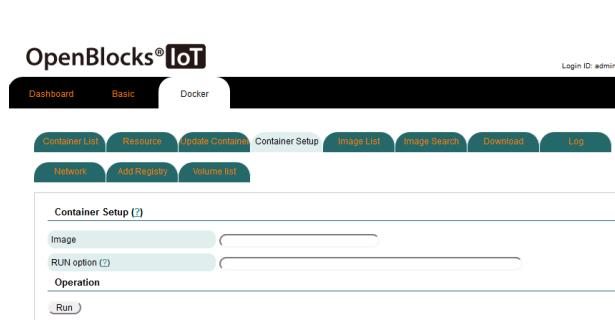 OpenBlocks® IoT
Login ID: admin
Dashboard Basic Docker
Container List Resource Update Container Container Setup Image List Image Search Download Log
Network Add Registry Volume list
Container Setup (?)
Image
RUN option (?)
Operation
Run